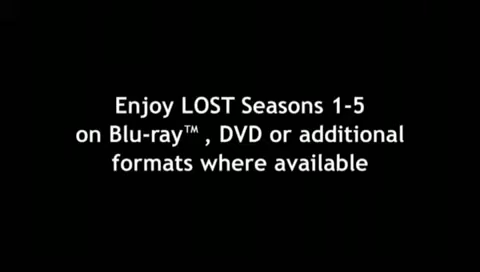 Enjoy LOST Seasons 1-5
on Blu-ray™ , DVD or additional
formats where available